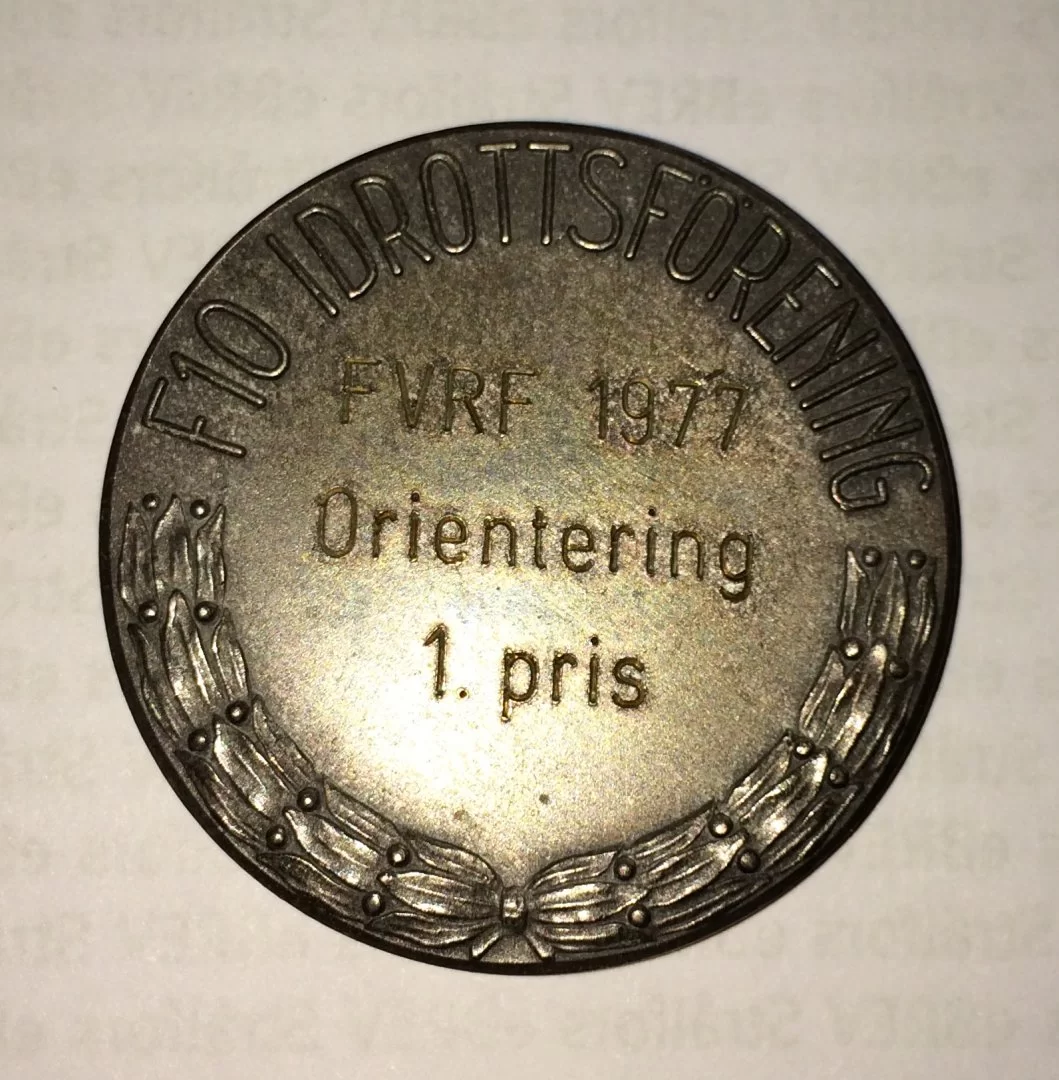 F10 IDROTTSFÖRENING
FVRF 1977
Orientering
1. pris